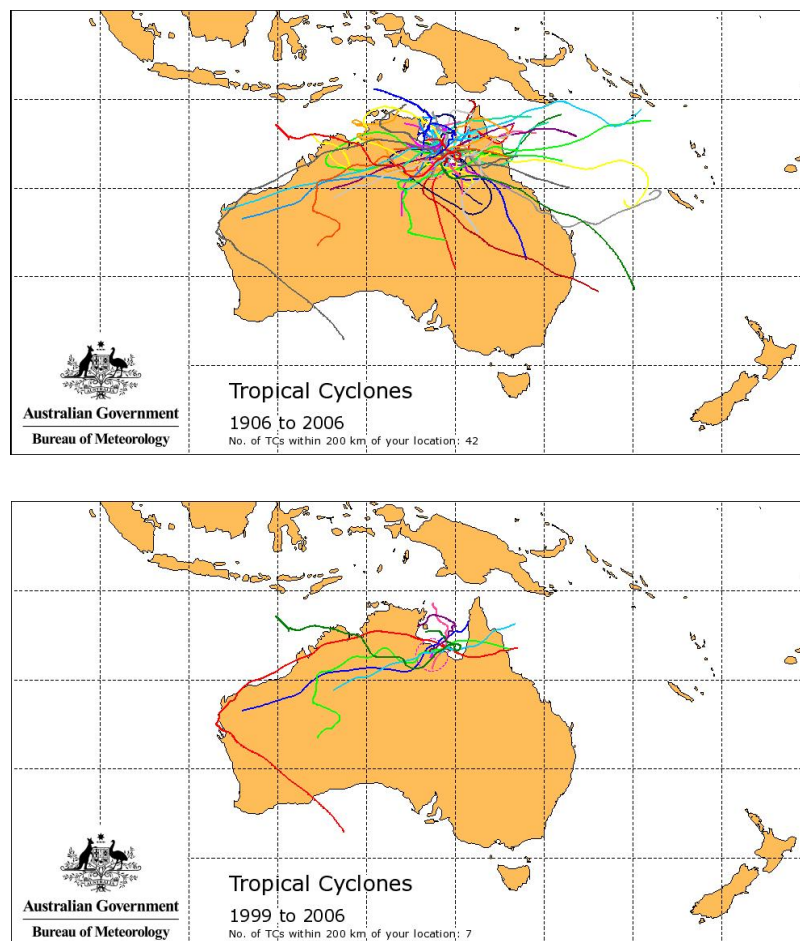 Australian Government
Bureau of Meteorology
Tropical Cyclones
1906 to 2006
No. of TCs within 200 km of your location: 42
Australian Government
Bureau of Meteorology
Tropical Cyclones
1999 to 2006
No. of TCs within 200 km of your location: 7